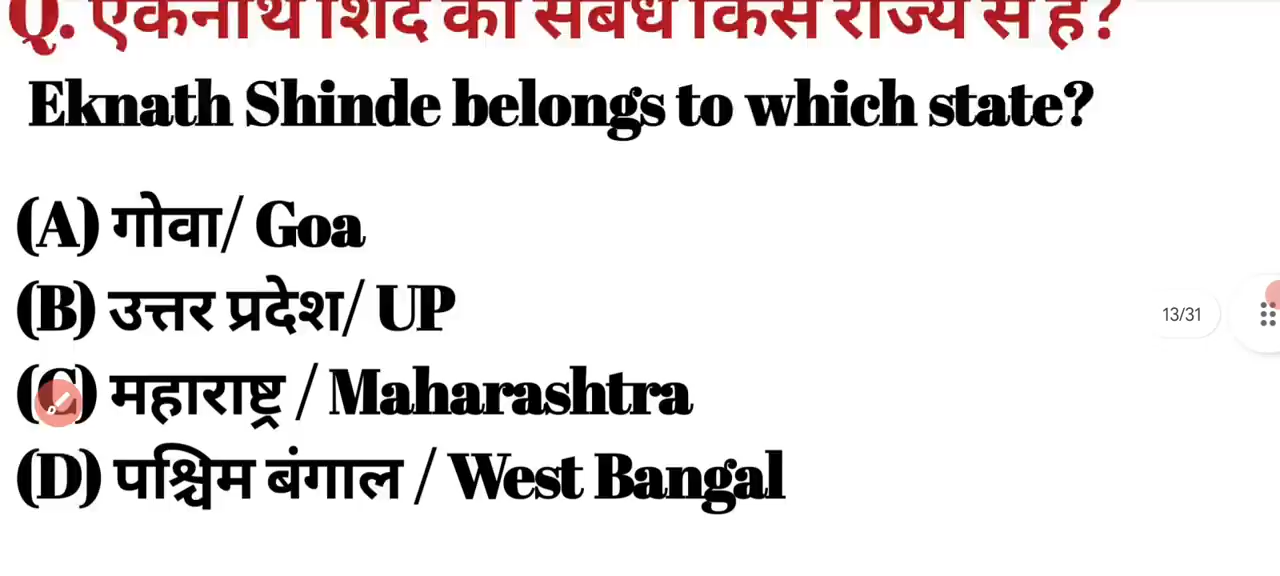 Q. एकनाथ शिंदे का संबंध किस राज्य से है?
Eknath Shinde belongs to which state?
(A) गोवा/ Goa
(B) उत्तर प्रदेश/ UP
13/31
(C) महाराष्ट्र / Maharashtra
(D) पश्चिम बंगाल / West Bangal